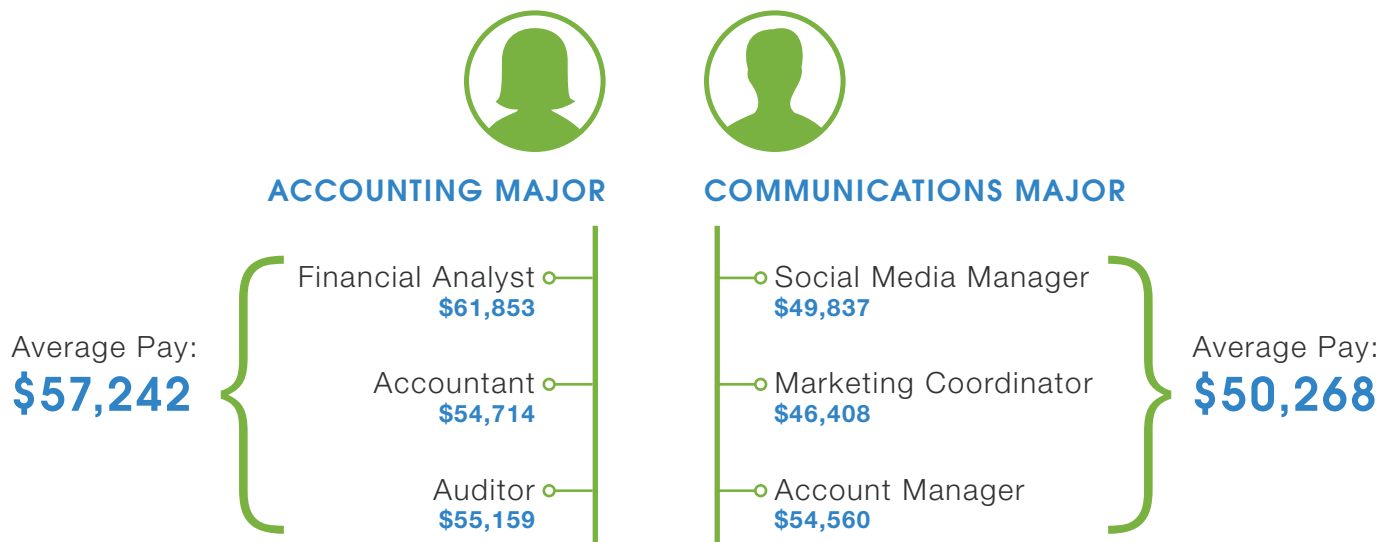 ACCOUNTING MAJOR
Financial Analyst
$61,853
Accountant
$54,714
Auditor
$55,159
Average Pay:
$57,242
COMMUNICATIONS MAJOR
Social Media Manager
$49,837
Marketing Coordinator
$46,408
Account Manager
$54,560
Average Pay:
$50,268